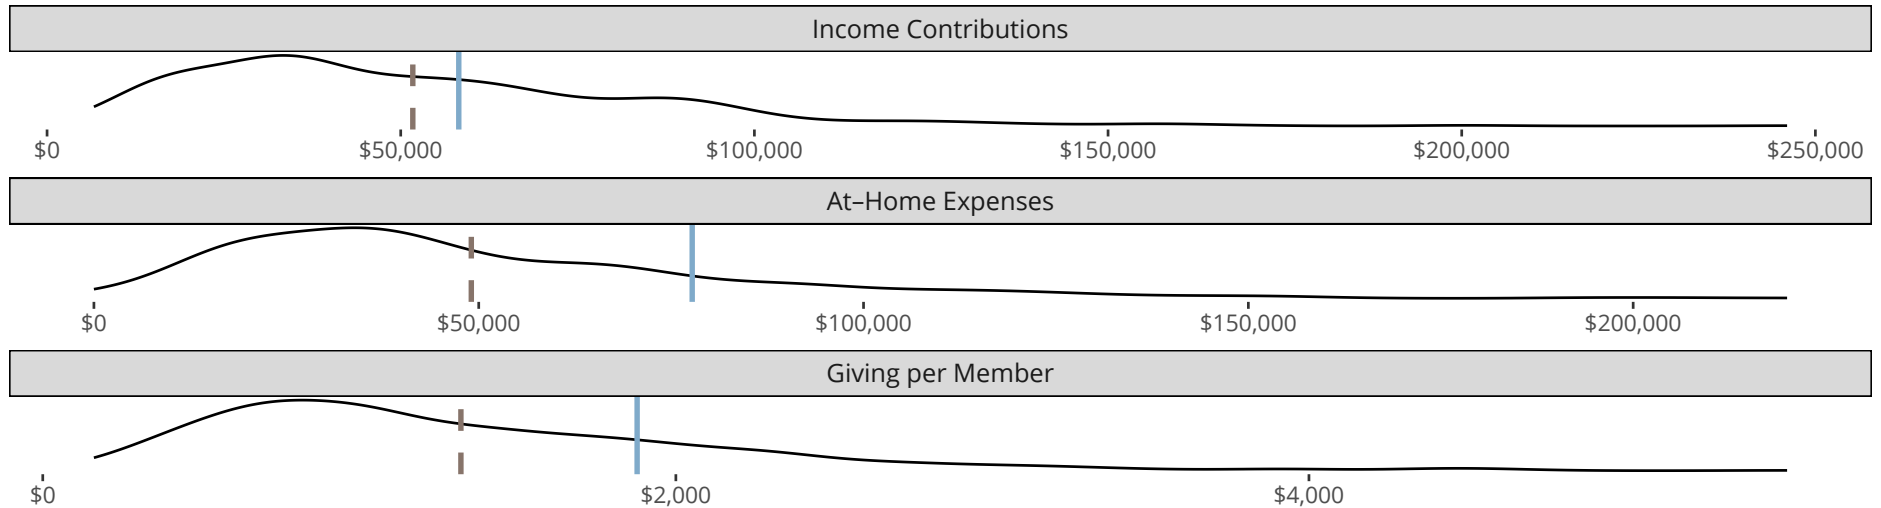 Income Contributions
$0 $50,000 $100,000 $150,000 $200,000 $250,000
At–Home Expenses
$0 $50,000 $100,000 $150,000 $200,000
Giving per Member
$0 $2,000 $4,000